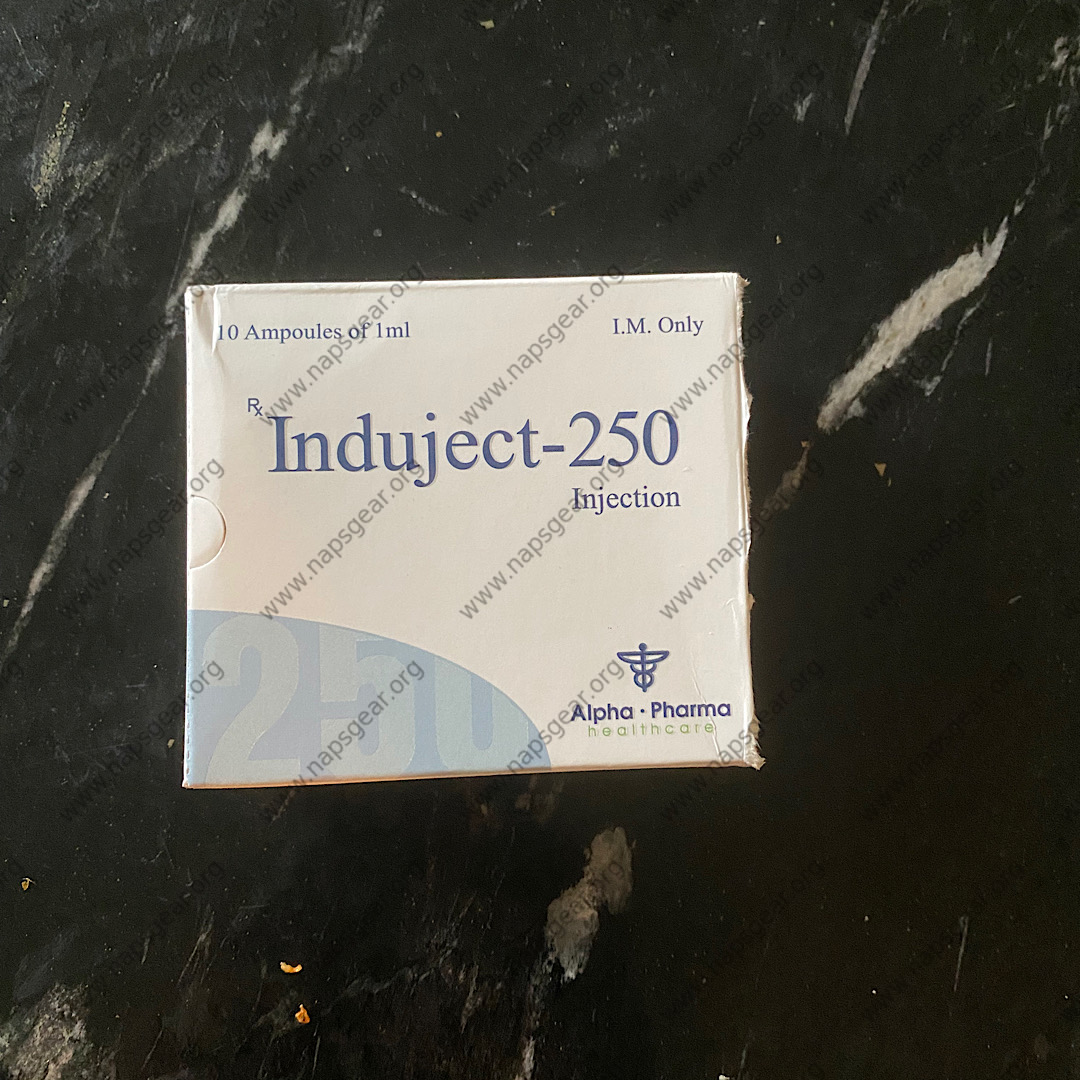 10 Ampoules of 1ml
I.M. Only
Rx
Induject-250
Injection
250
Alpha · Pharma
healthcare
www.napsgear.org